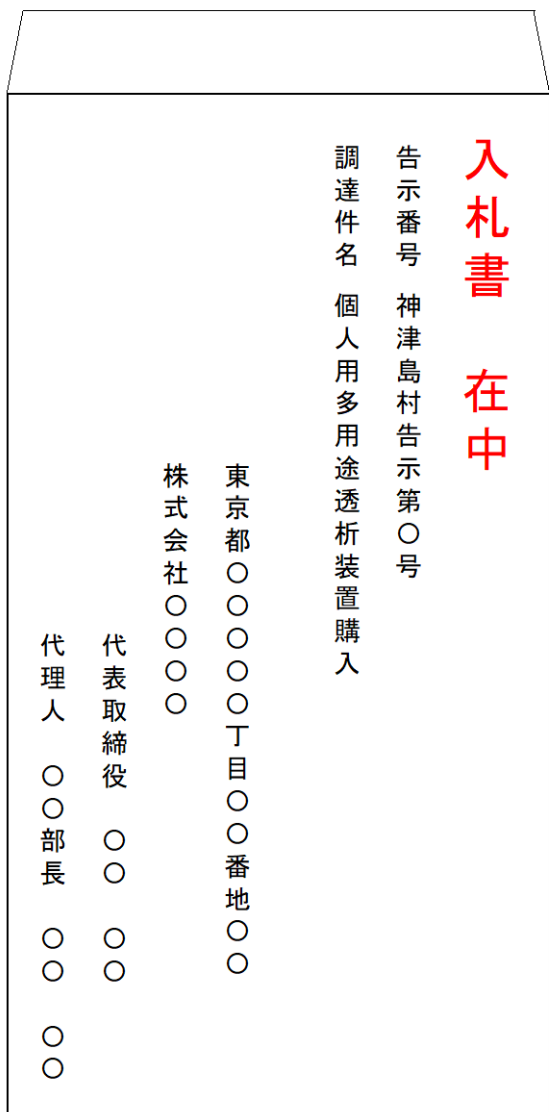 入札書　在中
告示番号　神津島村告示第〇号
調達件名　個人用多用途透析装置購入
東京都〇〇〇〇〇丁目〇〇番地〇〇
株式会社〇〇〇〇
代表取締役　〇〇　〇〇
代理人　〇〇部長　〇〇　〇〇